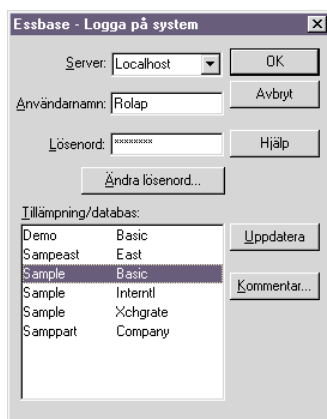 Essbase - Logga på system
Server: Localhost
OK
Användarnamn: Rolap
Avbryt
Lösenord: ********
Hjälp
Ändra lösenord...
Tillämpning/databas:
Demo Basic
Uppdatera
Sampeast East
Sample Basic
Sample Interntl
Kommentar...
Sample Xchgrate
Samppart Company